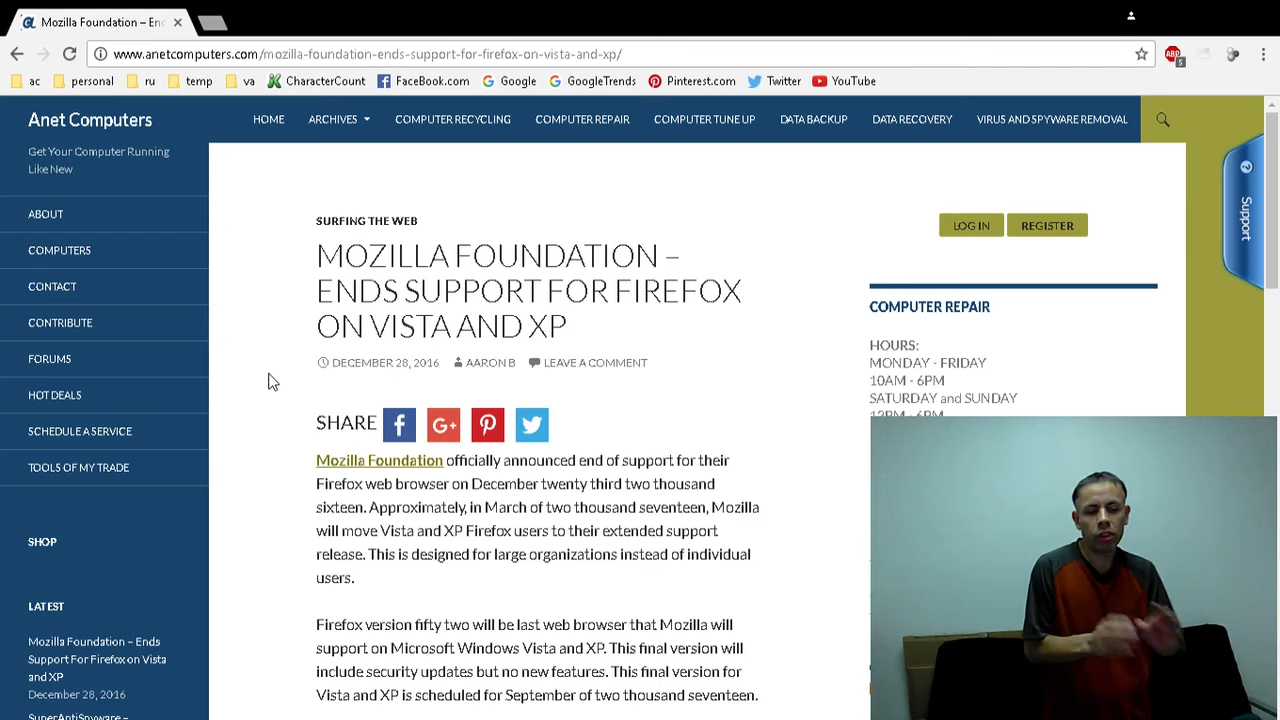 Mozilla Foundation – En
www.anetcomputers.com/mozilla-foundation-ends-support-for-firefox-on-vista-and-xp/
ABP
5
ac personal ru temp va CharacterCount FaceBook.com Google GoogleTrends Pinterest.com Twitter YouTube
Anet Computers
HOME ARCHIVES COMPUTER RECYCLING COMPUTER REPAIR COMPUTER TUNE UP DATA BACKUP DATA RECOVERY VIRUS AND SPYWARE REMOVAL
Get Your Computer Running
Like New
ABOUT
COMPUTERS
CONTACT
CONTRIBUTE
FORUMS
HOT DEALS
SCHEDULE A SERVICE
TOOLS OF MY TRADE
SHOP
LATEST
Mozilla Foundation – Ends
Support For Firefox on Vista
and XP
December 28, 2016
SuperAntiSpyware –
SURFING THE WEB
MOZILLA FOUNDATION –
ENDS SUPPORT FOR FIREFOX
ON VISTA AND XP
DECEMBER 28, 2016 AARON B LEAVE A COMMENT
SHARE
Mozilla Foundation officially announced end of support for their
Firefox web browser on December twenty third two thousand
sixteen. Approximately, in March of two thousand seventeen, Mozilla
will move Vista and XP Firefox users to their extended support
release. This is designed for large organizations instead of individual
users.
Firefox version fifty two will be last web browser that Mozilla will
support on Microsoft Windows Vista and XP. This final version will
include security updates but no new features. This final version for
Vista and XP is scheduled for September of two thousand seventeen.
LOG IN REGISTER
COMPUTER REPAIR
HOURS:
MONDAY - FRIDAY
10AM - 6PM
SATURDAY and SUNDAY
12PM - 6PM
Support